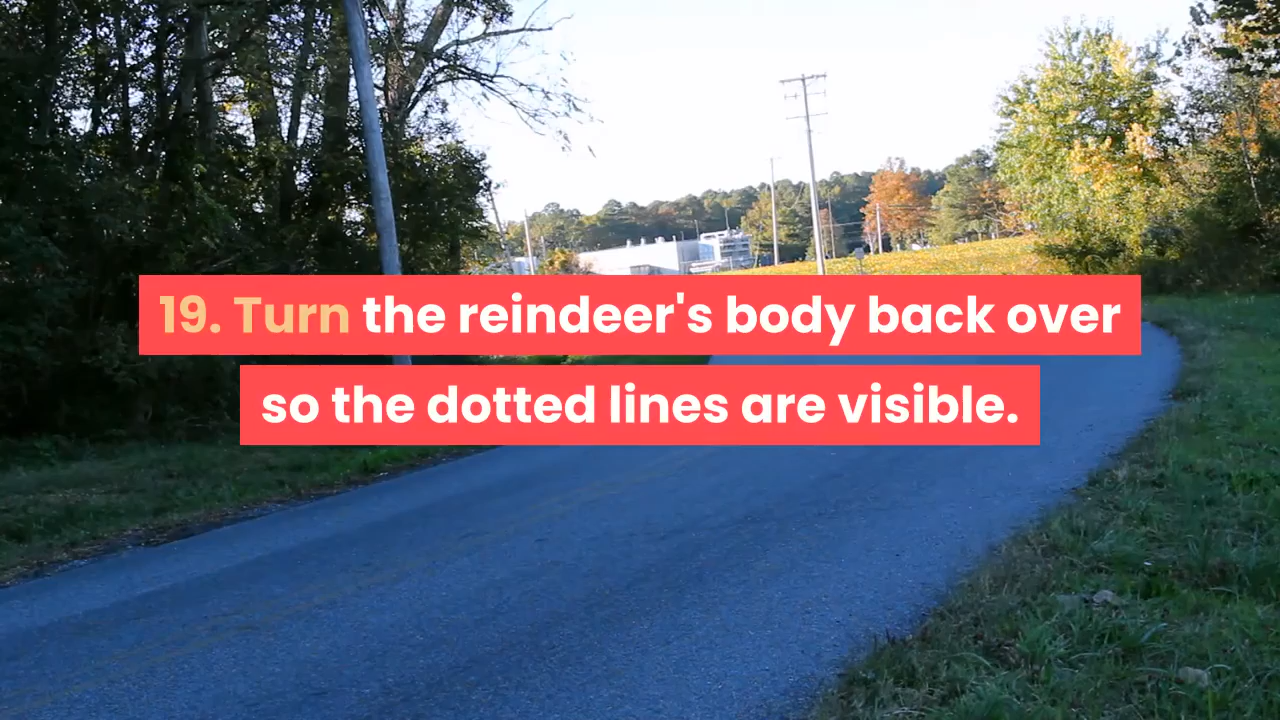 19. Turn the reindeer's body back over
so the dotted lines are visible.